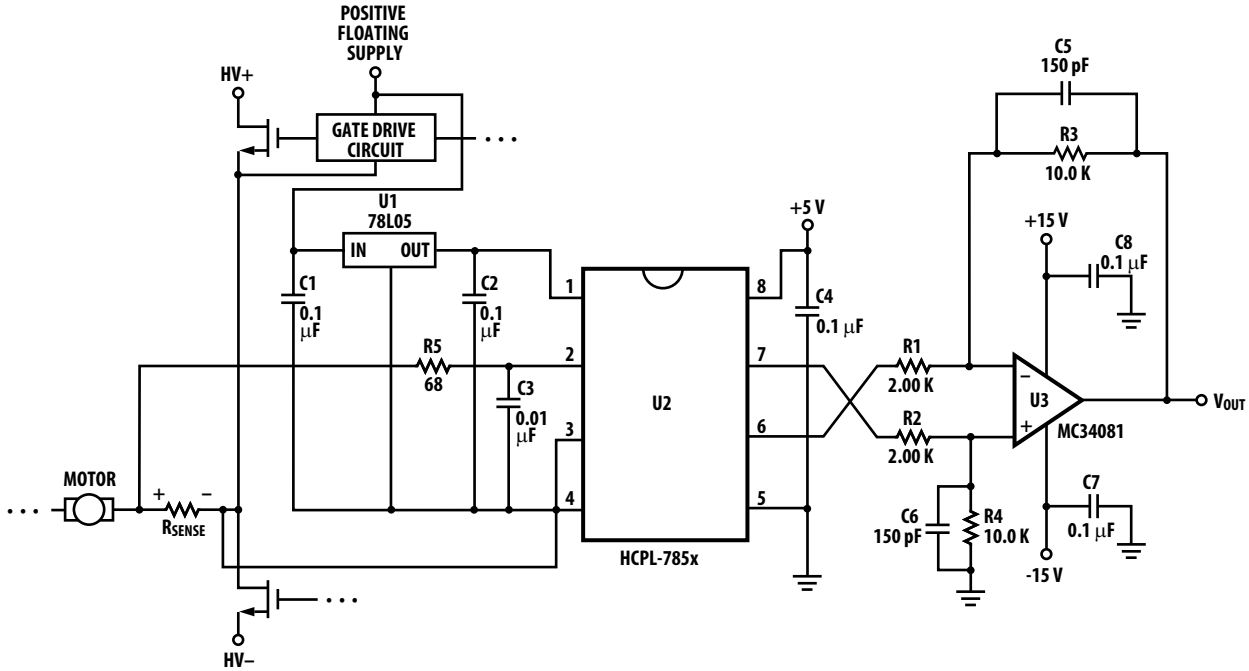 POSITIVE
FLOATING
SUPPLY
HV+
GATE DRIVE
CIRCUIT
• • •
U1
78L05
IN OUT
C1
0.1
µF
C2
0.1
µF
R5
68
C3
0.01
µF
MOTOR
• • •
+ −
RSENSE
• • •
HV−
1
2
3
4
U2
8
7
6
5
HCPL-785x
+5 V
C4
0.1 µF
R1
2.00 K
R2
2.00 K
C5
150 pF
R3
10.0 K
+15 V
C8
0.1 µF
−
U3
+
MC34081
VOUT
C6
150 pF
R4
10.0 K
C7
0.1 µF
-15 V